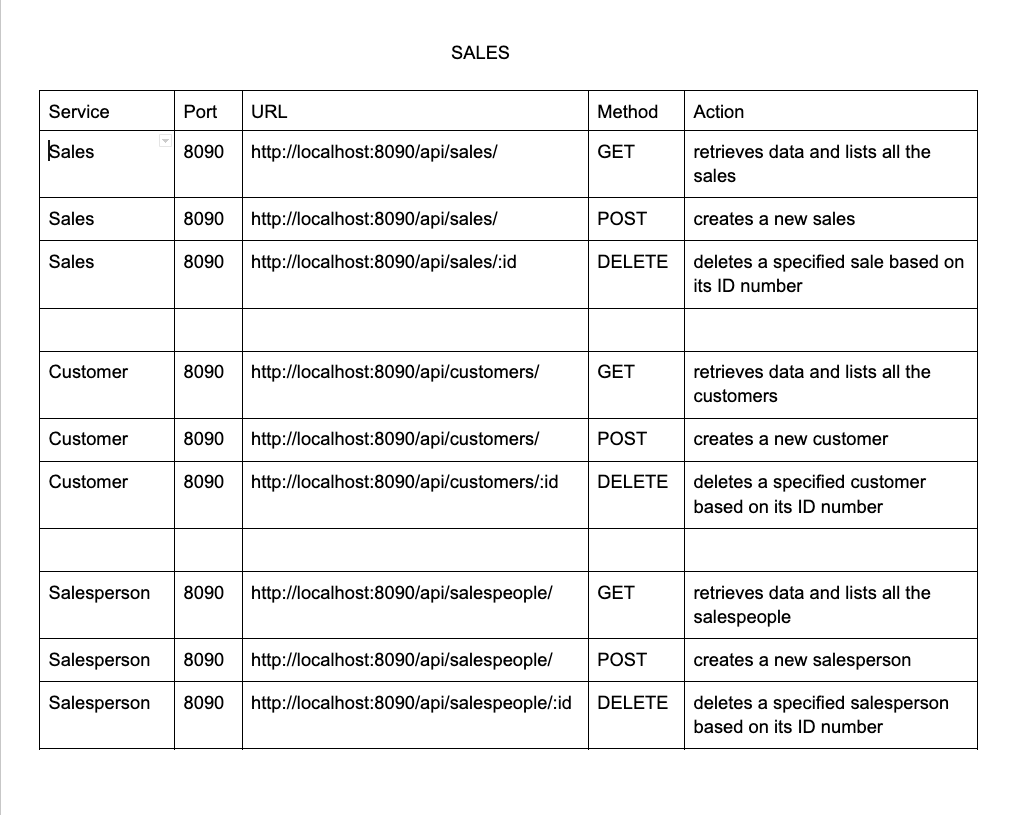 SALES
Service Port URL Method Action
Sales 8090 http://localhost:8090/api/sales/ GET retrieves data and lists all the
sales
Sales 8090 http://localhost:8090/api/sales/ POST creates a new sales
Sales 8090 http://localhost:8090/api/sales/:id DELETE deletes a specified sale based on
its ID number
Customer 8090 http://localhost:8090/api/customers/ GET retrieves data and lists all the
customers
Customer 8090 http://localhost:8090/api/customers/ POST creates a new customer
Customer 8090 http://localhost:8090/api/customers/:id DELETE deletes a specified customer
based on its ID number
Salesperson 8090 http://localhost:8090/api/salespeople/ GET retrieves data and lists all the
salespeople
Salesperson 8090 http://localhost:8090/api/salespeople/ POST creates a new salesperson
Salesperson 8090 http://localhost:8090/api/salespeople/:id DELETE deletes a specified salesperson
based on its ID number